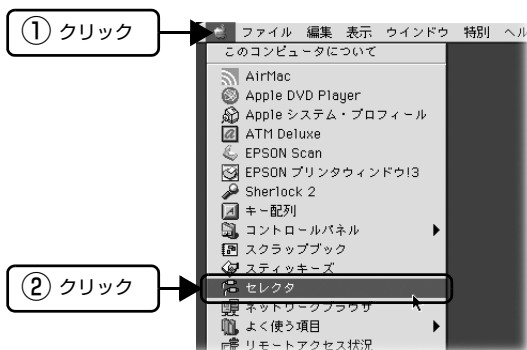 ① クリック
ファイル 編集 表示 ウインドウ 特別 ヘル
このコンピュータについて
AirMac
Apple DVD Player
Apple システム・プロフィール
ATM Deluxe
EPSON Scan
EPSON プリンタウィンドウ!3
Sherlock 2
キー配列
コントロールパネル
スクラップブック
スティッキーズ
② クリック
セレクタ
ネットワークブラウザ
よく使う項目
リモートアクセス状況